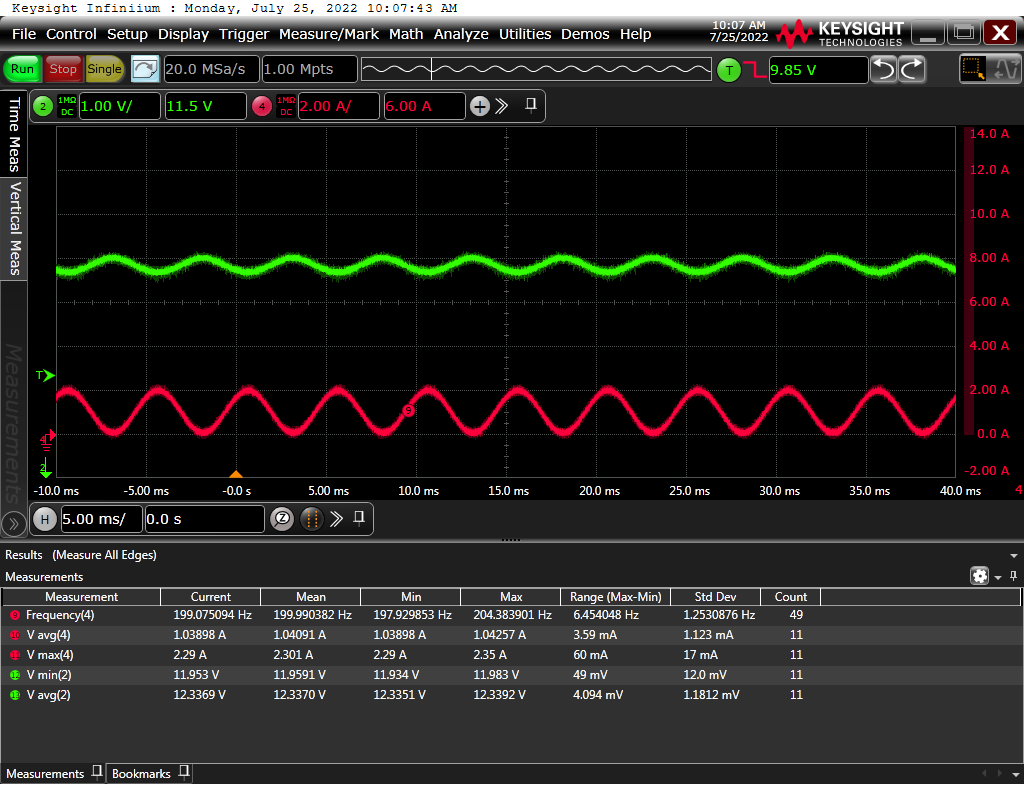 Keysight Infiniium : Monday, July 25, 2022 10:07:43 AM
File Control Setup Display Trigger Measure/Mark Math Analyze Utilities Demos Help
10:07 AM
7/25/2022
KEYSIGHT
TECHNOLOGIES
X
Run Stop Single 20.0 MSa/s 1.00 Mpts T 9.85 V
2 1MΩ DC 1.00 V/ 11.5 V 4 1MΩ DC 2.00 A/ 6.00 A
Time Meas
Vertical Meas
Measurements
14.0 A
12.0 A
10.0 A
8.00 A
6.00 A
4.00 A
T
2.00 A
9
4
0.0 A
2
-2.00 A
-10.0 ms -5.00 ms -0.0 s 5.00 ms 10.0 ms 15.0 ms 20.0 ms 25.0 ms 30.0 ms 35.0 ms 40.0 ms 4
H 5.00 ms/ 0.0 s Z
Results (Measure All Edges)
Measurements
Measurement Current Mean Min Max Range (Max-Min) Std Dev Count
9 Frequency(4) 199.075094 Hz 199.990382 Hz 197.929853 Hz 204.383901 Hz 6.454048 Hz 1.2530876 Hz 49
10 V avg(4) 1.03898 A 1.04091 A 1.03898 A 1.04257 A 3.59 mA 1.123 mA 11
11 V max(4) 2.29 A 2.301 A 2.29 A 2.35 A 60 mA 17 mA 11
12 V min(2) 11.953 V 11.9591 V 11.934 V 11.983 V 49 mV 12.0 mV 11
13 V avg(2) 12.3369 V 12.3370 V 12.3351 V 12.3392 V 4.094 mV 1.1812 mV 11
Measurements Bookmarks